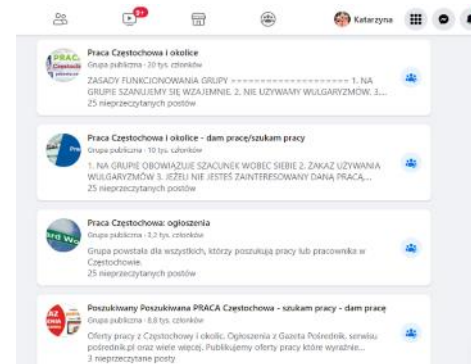 9+
Katarzyna
PRAC
Częstoch
Praca Częstochowa i okolice
Grupa publiczna · 20 tys. członków
ZASADY FUNKCJONOWANIA GRUPY ==================== 1. NA
GRUPIE SZANUJEMY SIĘ WZAJEMNIE. 2. NIE UŻYWAMY WULGARYZMÓW. 3...
25 nieprzeczytanych postów
Praca Częstochowa i okolice - dam pracę/szukam pracy
Grupa publiczna · 10 tys. członków
1. NA GRUPIE OBOWIĄZUJE SZACUNEK WOBEC SIEBIE 2. ZAKAZ UŻYWANIA
WULGARYZMÓW 3. JEŻELI NIE JESTEŚ ZAINTERESOWANY DANĄ PRACĄ,...
25 nieprzeczytanych postów
Praca Częstochowa: ogłoszenia
Grupa publiczna · 3,2 tys. członków
Grupa powstała dla wszystkich, którzy poszukują pracy lub pracownika w
Częstochowie.
25 nieprzeczytanych postów
Poszukiwany Poszukiwana PRACA Częstochowa - szukam pracy - dam pracę
Grupa publiczna · 8,8 tys. członków
Oferty pracy z Częstochowy i okolic. Ogłoszenia z Gazeta Pośrednik, serwisu
pośrednik.pl oraz wiele więcej. Publikujemy oferty pracy które wyraźnie...
3 nieprzeczytane posty